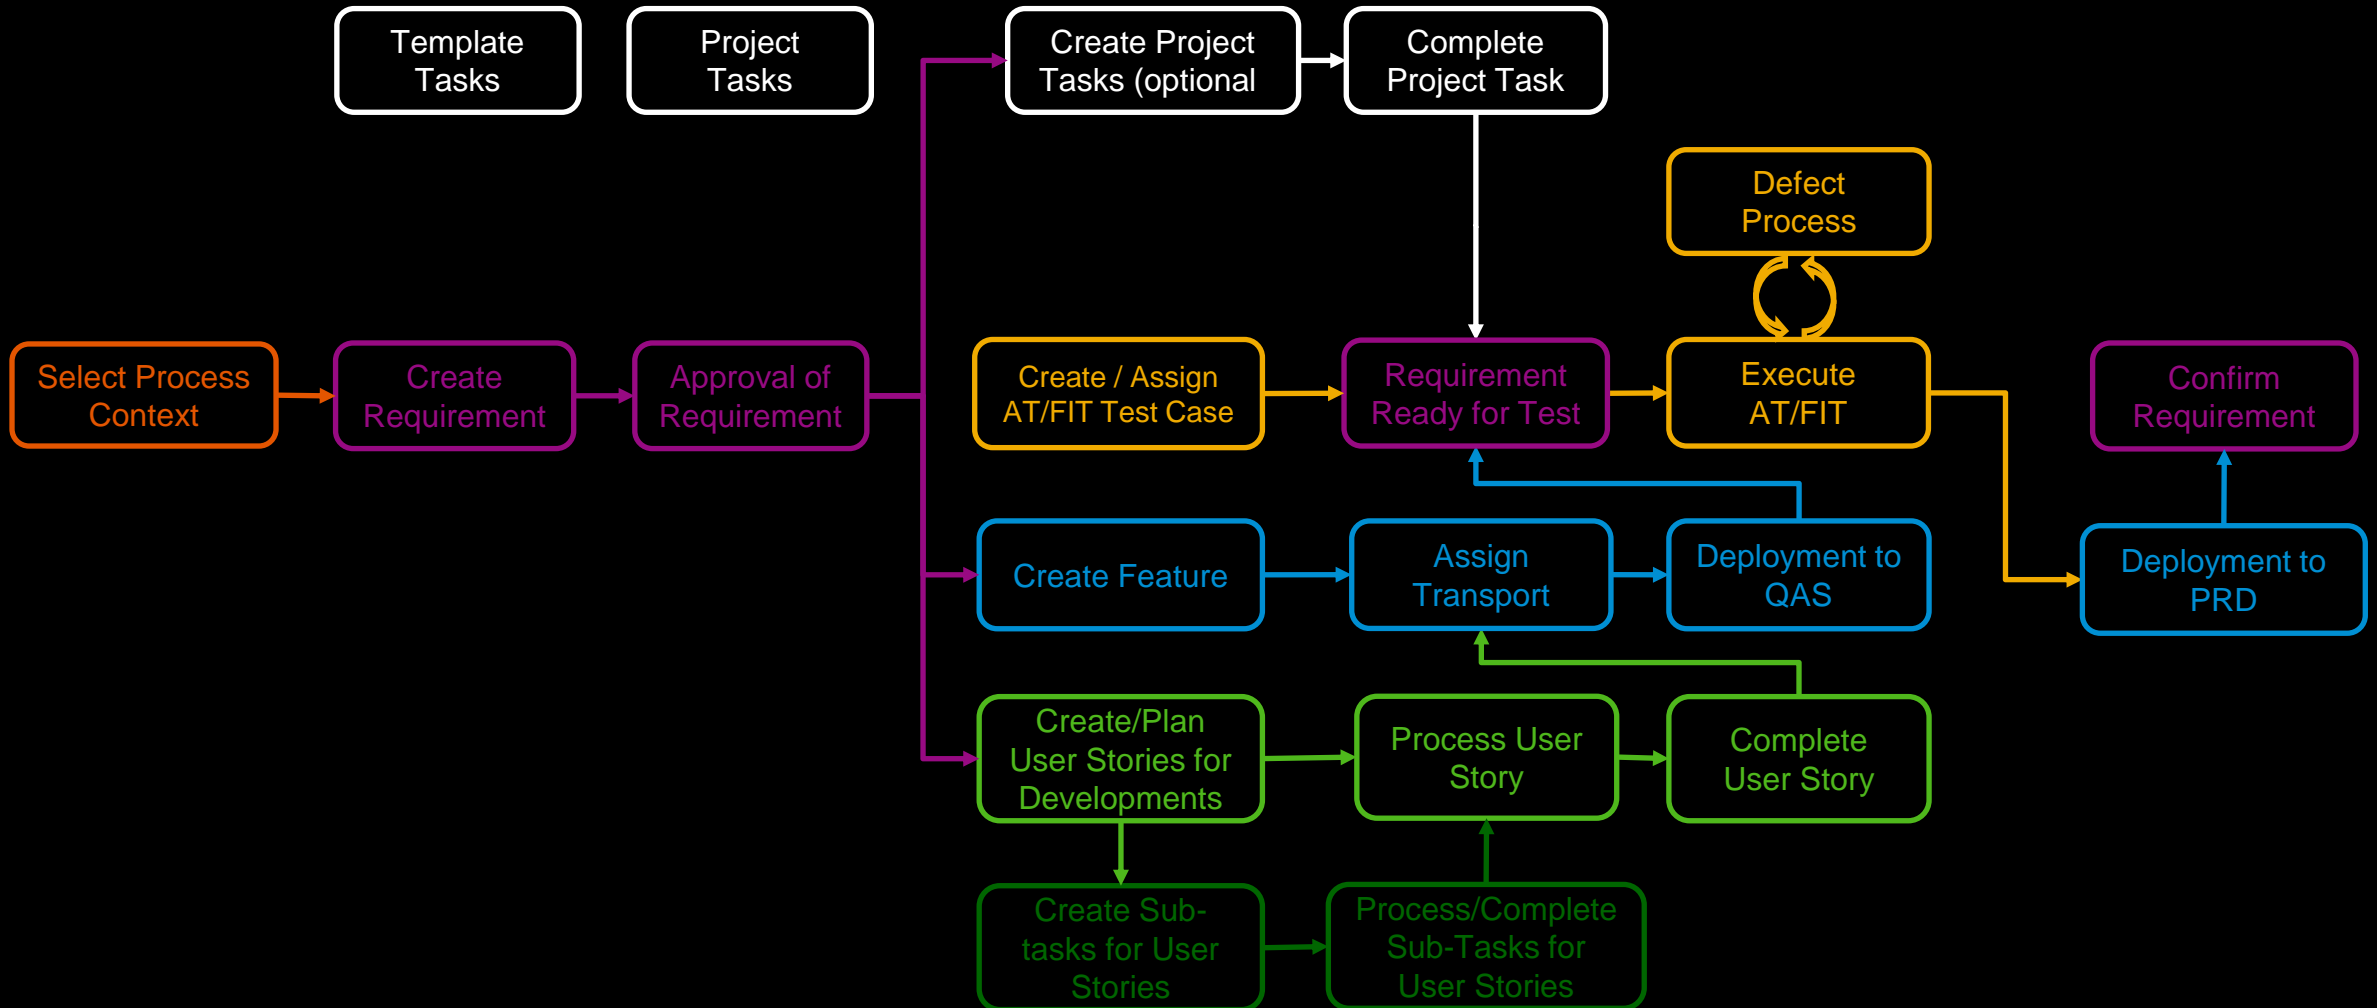 Template
Tasks
Project
Tasks
Create Project
Tasks (optional
Complete
Project Task
Defect
Process
Select Process
Context
Create
Requirement
Approval of
Requirement
Create / Assign
AT/FIT Test Case
Requirement
Ready for Test
Execute
AT/FIT
Confirm
Requirement
Create Feature
Assign
Transport
Deployment to
QAS
Deployment to
PRD
Create/Plan
User Stories for
Developments
Process User
Story
Complete
User Story
Create Sub-
tasks for User
Stories
Process/Complete
Sub-Tasks for
User Stories